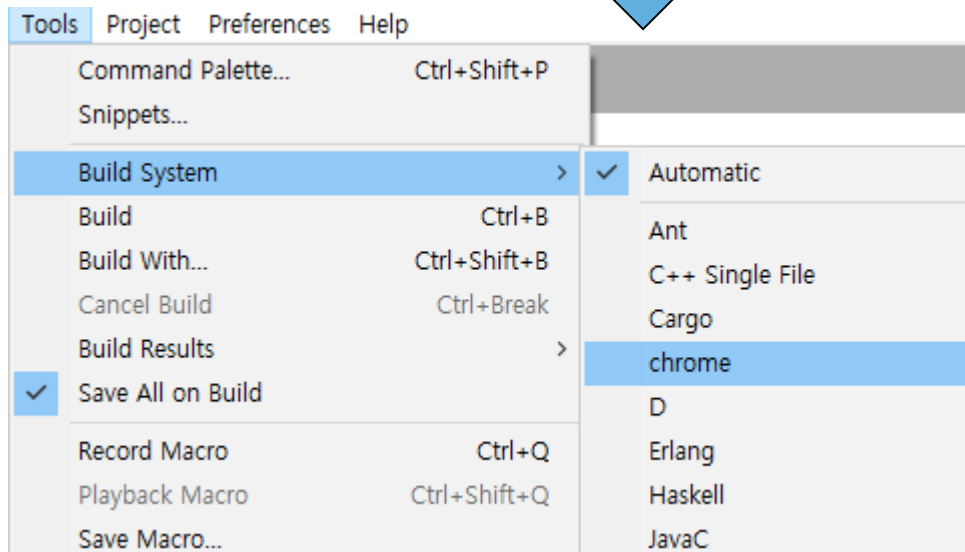 Tools Project Preferences Help
Command Palette... Ctrl+Shift+P
Snippets...
Build System
Build Ctrl+B
Build With... Ctrl+Shift+B
Cancel Build Ctrl+Break
Build Results
Save All on Build
Record Macro Ctrl+Q
Playback Macro Ctrl+Shift+Q
Save Macro...
Automatic
Ant
C++ Single File
Cargo
chrome
D
Erlang
Haskell
JavaC